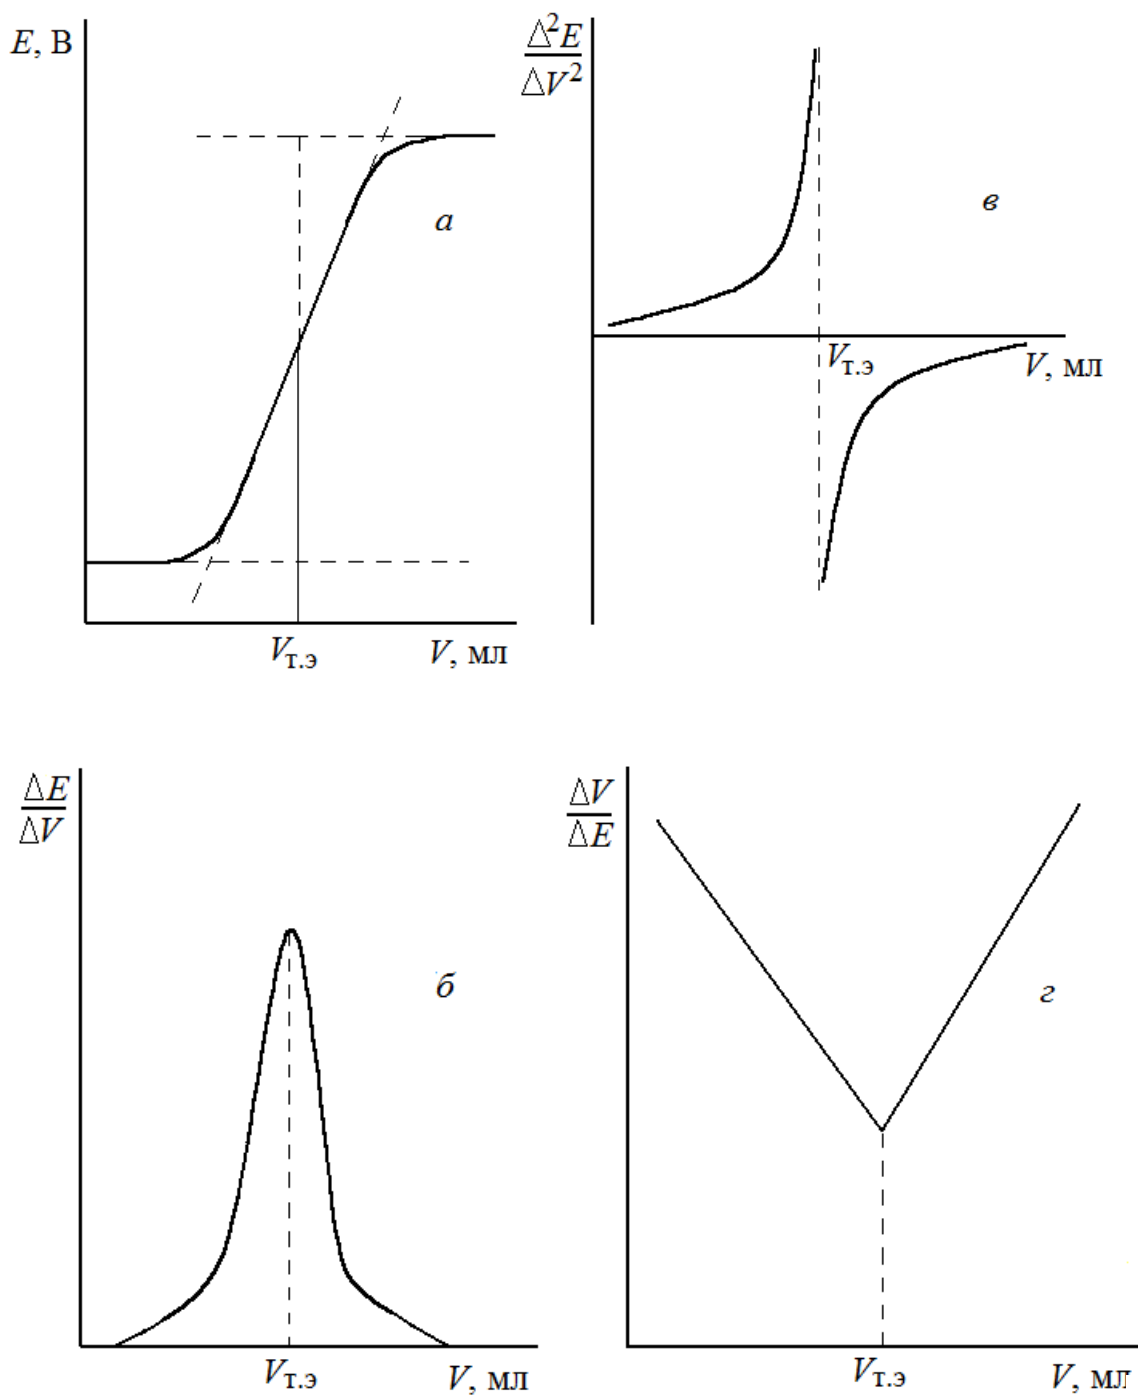 E, В
а
Vт.э
V, мл
Δ²E
ΔV²
в
Vт.э
V, мл
ΔE
ΔV
б
Vт.э
V, мл
ΔV
ΔE
г
Vт.э
V, мл